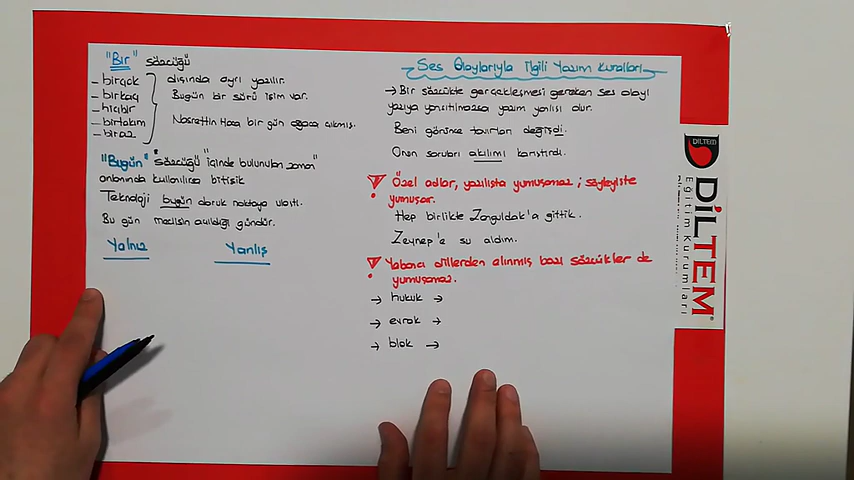 "Bir" sözcüğü
- birçok
- birkaç
- hiçbir
- birtakım
- biraz
dışında ayrı yazılır.
Bugün bir sürü isim var.
Nasrettin Hoca bir gün ağaca çıkmış.
"Bugün" sözcüğü "içinde bulunulan zaman"
anlamında kullanılırsa bitişik
Teknoloji bugün doruk noktaya ulaştı.
Bu gün meclisin açıldığı gündür.
Yalnız Yanlış
Ses Olaylarıyla İlgili Yazım Kuralları
→ Bir sözcükte gerçekleşmesi gereken ses olayı
yazıya yansıtılmazsa yazım yanlışı olur.
Beni görünce tavırları değişdi.
Onun soruları akılımı karıştırdı.
Özel adlar, yazılışta yumuşamaz; söyleyişte
yumuşar.
Hep birlikte Zonguldak'a gittik.
Zeynep'e su aldım.
Yabancı dillerden alınmış bazı sözcükler de
yumuşamaz.
→ hukuk →
→ evrak →
→ blok →
DİLTEM
DİLTEM
Eğitim Kurumları